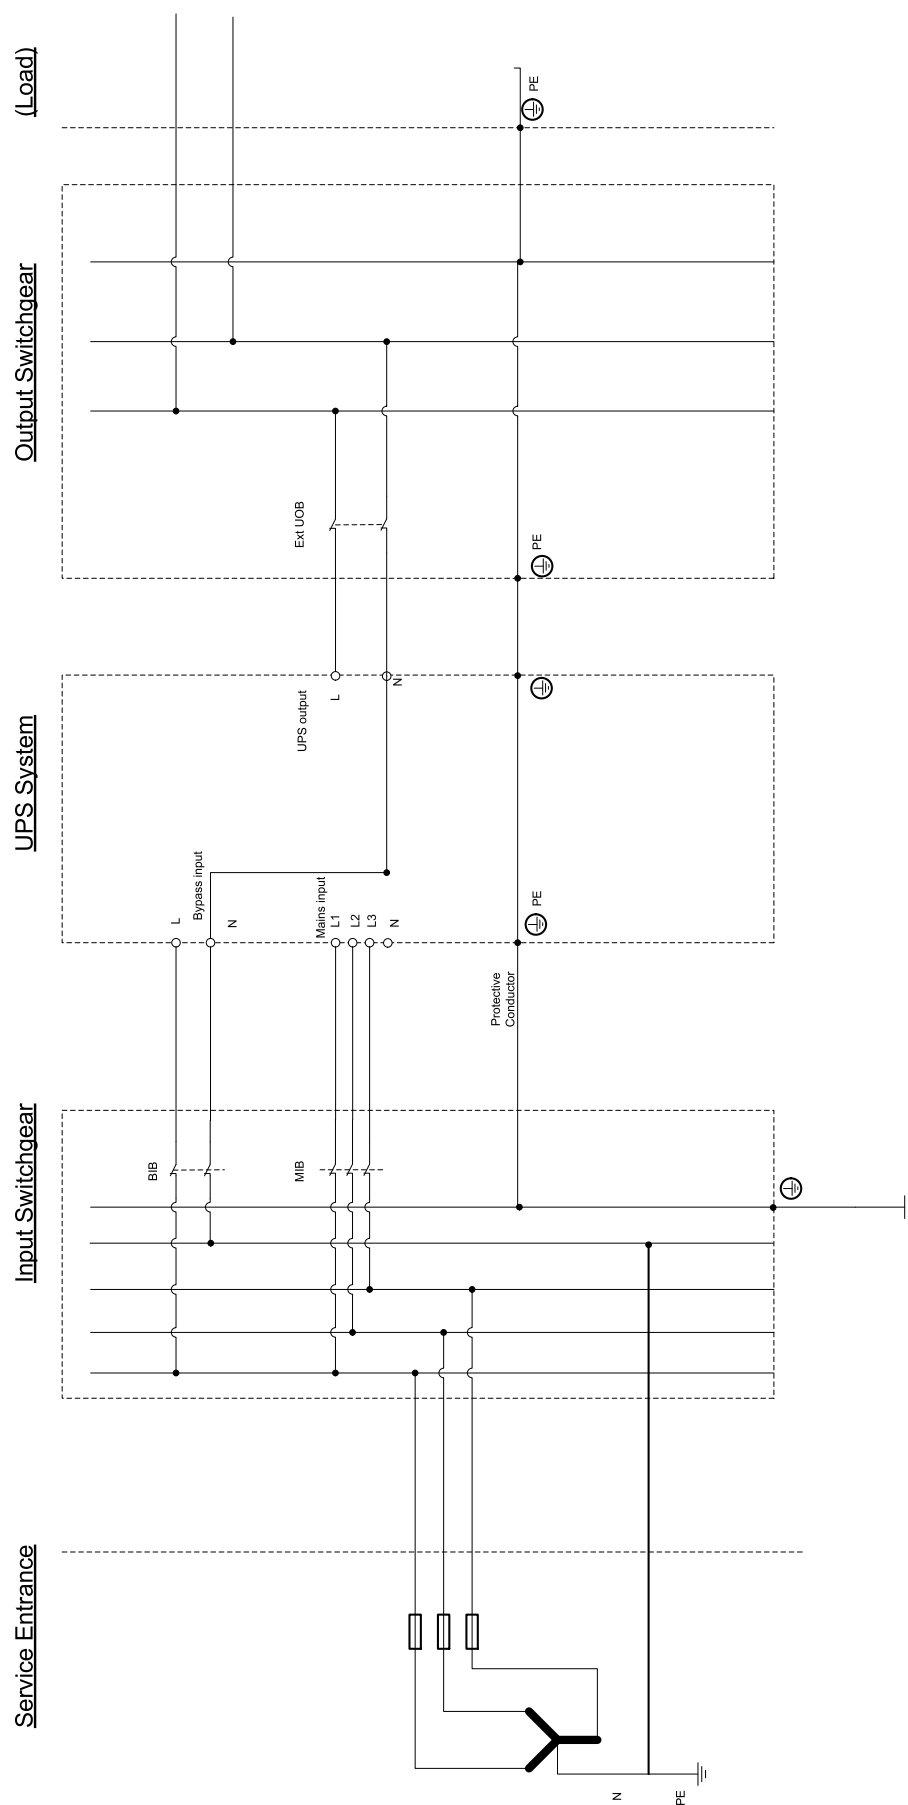 Service Entrance
N
PE
Input Switchgear
BIB
MIB
Protective
Conductor
UPS System
L
Bypass input
N
Mains input
L1
L2
L3
N
PE
UPS output
L
N
Output Switchgear
Ext UOB
PE
(Load)
PE